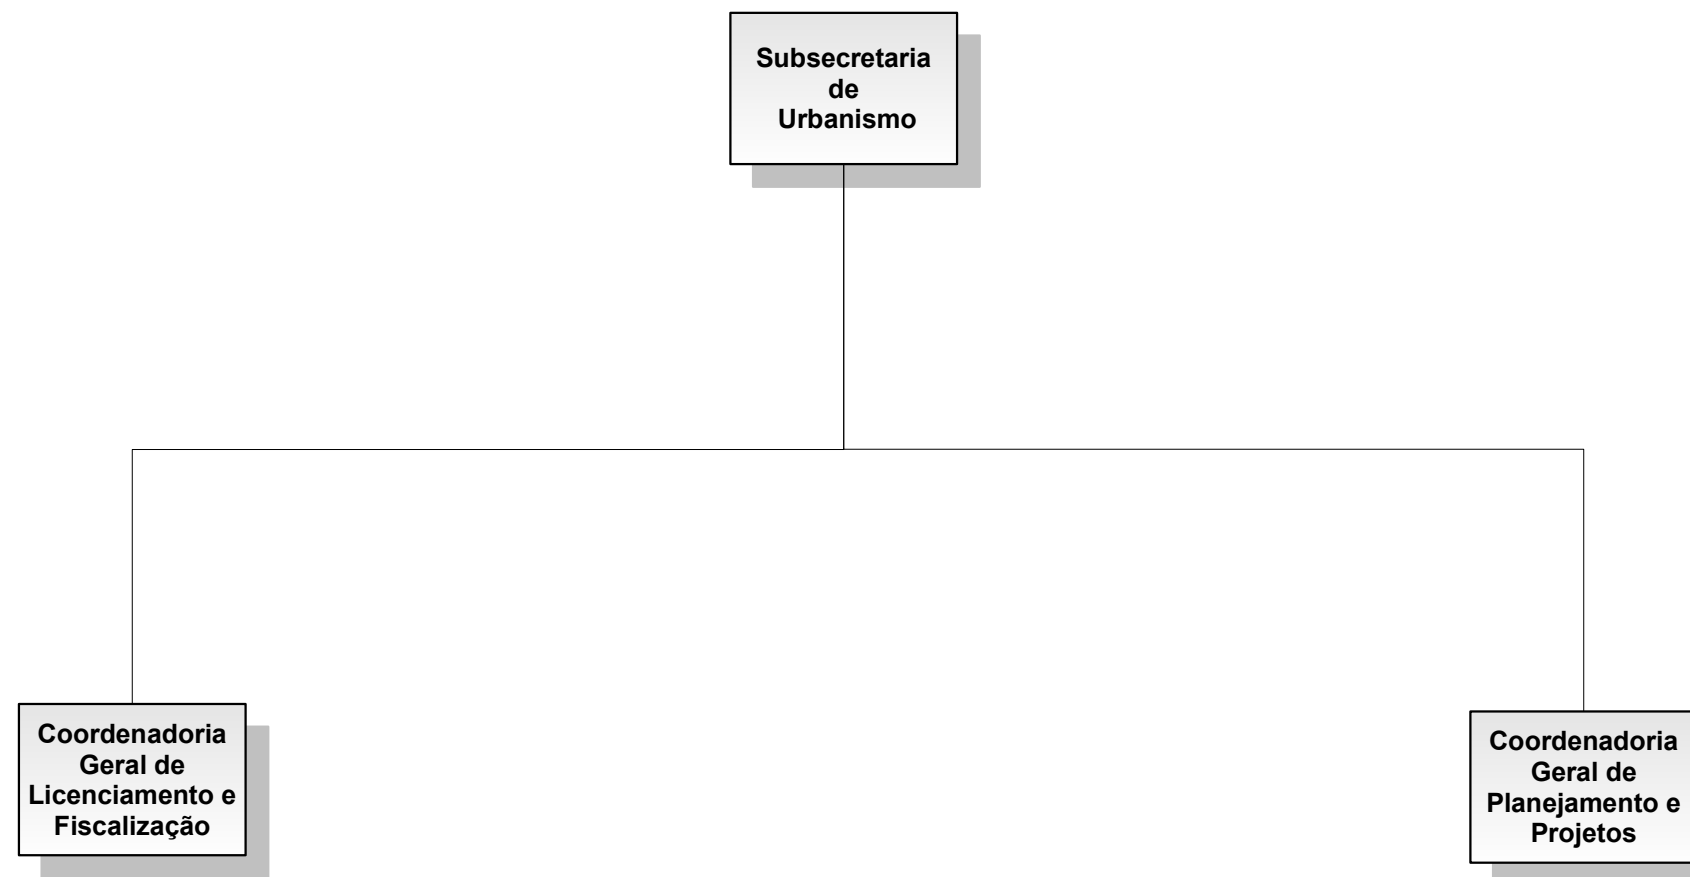 Subsecretaria
de
Urbanismo
Coordenadoria
Geral de
Licenciamento e
Fiscalização
Coordenadoria
Geral de
Planejamento e
Projetos